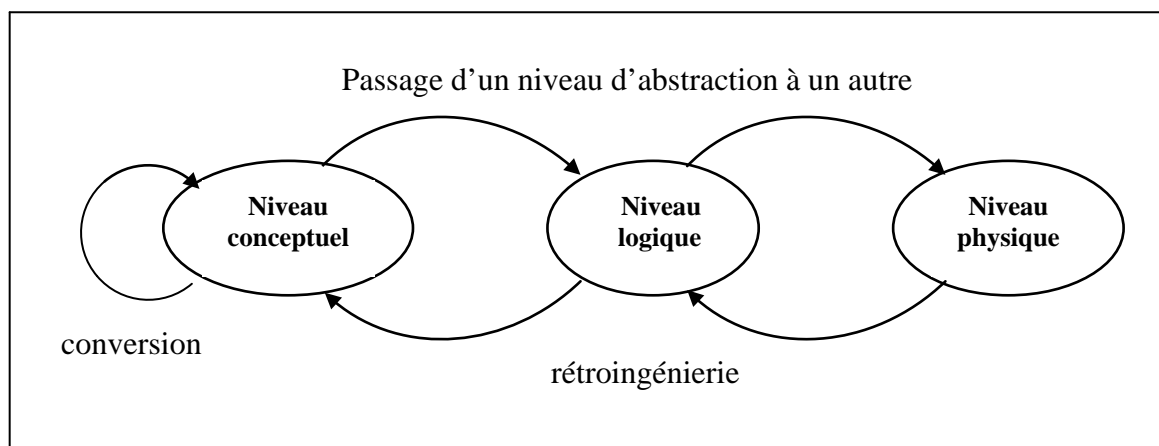 Passage d’un niveau d’abstraction à un autre
Niveau
conceptuel
Niveau
logique
Niveau
physique
conversion
rétroingénierie